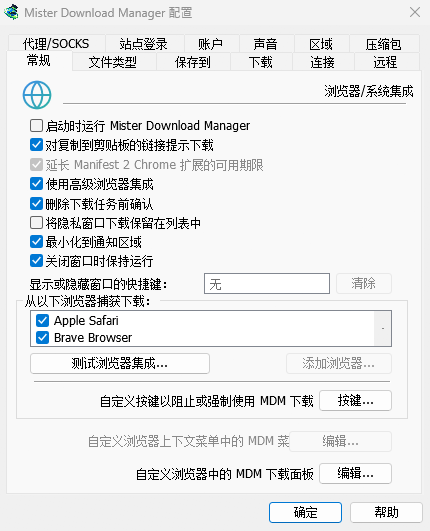 Mister Download Manager 配置
代理/SOCKS 站点登录 账户 声音 区域 压缩包
常规 文件类型 保存到 下载 连接 远程
浏览器/系统集成
启动时运行 Mister Download Manager
对复制到剪贴板的链接提示下载
延长 Manifest 2 Chrome 扩展的可用期限
使用高级浏览器集成
删除下载任务前确认
将隐私窗口下载保留在列表中
最小化到通知区域
关闭窗口时保持运行
显示或隐藏窗口的快捷键: 无 清除
从以下浏览器捕获下载:
Apple Safari
Brave Browser
测试浏览器集成... 添加浏览器...
自定义按键以阻止或强制使用 MDM 下载 按键...
自定义浏览器上下文菜单中的 MDM 菜 编辑...
自定义浏览器中的 MDM 下载面板 编辑...
确定 帮助